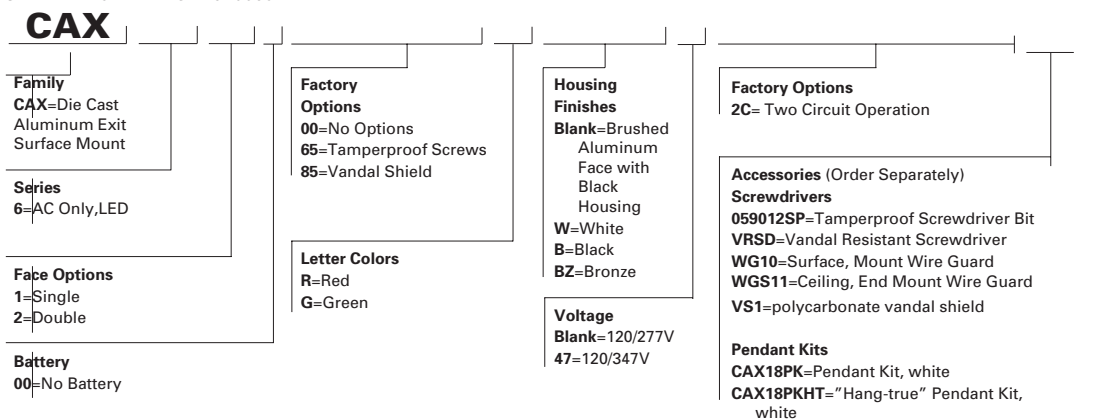 CAX
Family
CAX=Die Cast
Aluminum Exit
Surface Mount
Series
6=AC Only,LED
Face Options
1=Single
2=Double
Battery
00=No Battery
Factory
Options
00=No Options
65=Tamperproof Screws
85=Vandal Shield
Letter Colors
R=Red
G=Green
Housing
Finishes
Blank=Brushed
Aluminum
Face with
Black
Housing
W=White
B=Black
BZ=Bronze
Voltage
Blank=120/277V
47=120/347V
Factory Options
2C= Two Circuit Operation
Accessories (Order Separately)
Screwdrivers
059012SP=Tamperproof Screwdriver Bit
VRSD=Vandal Resistant Screwdriver
WG10=Surface, Mount Wire Guard
WGS11=Ceiling, End Mount Wire Guard
VS1=polycarbonate vandal shield
Pendant Kits
CAX18PK=Pendant Kit, white
CAX18PKHT=”Hang-true” Pendant Kit,
white